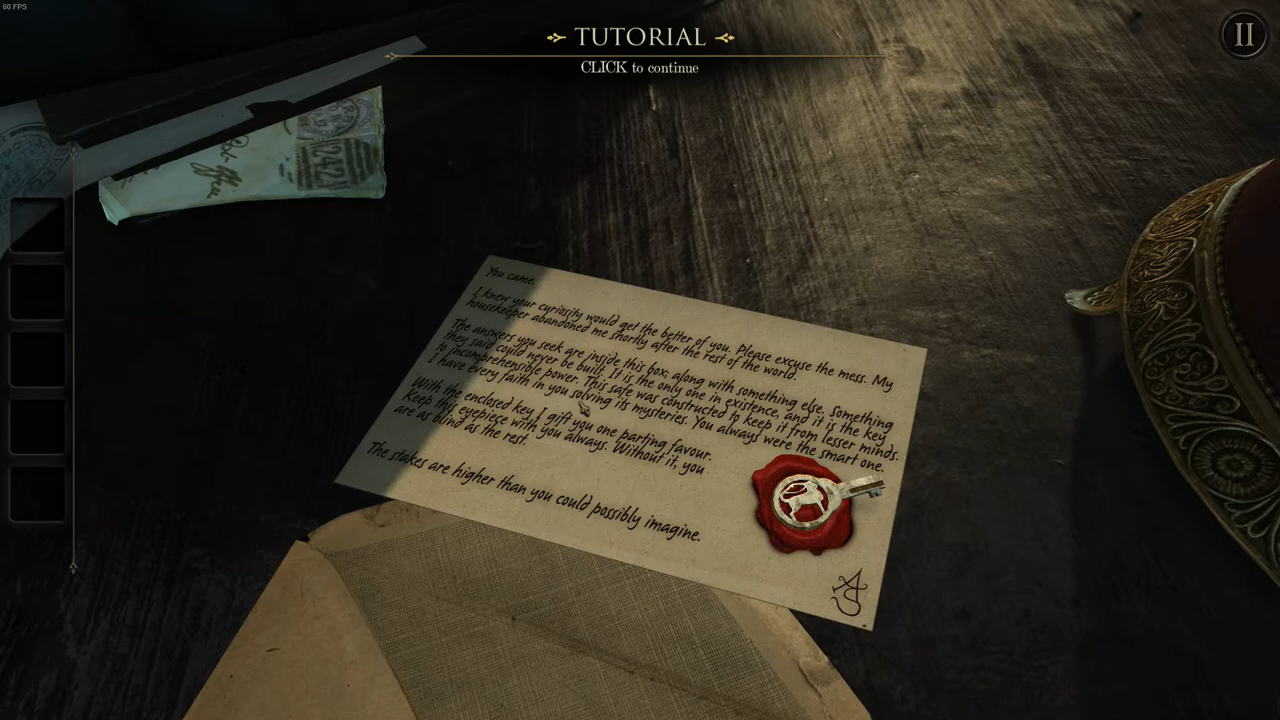 60 FPS
TUTORIAL
CLICK to continue
II
1242
You came.
I knew your curiosity would get the better of you. Please excuse the mess. My
housekeeper abandoned me shortly after the rest of the world.
The answers you seek are inside this box; along with something else. Something
they said could never be built. It is the only one in existence, and it is the key
to incomprehensible power. This safe was constructed to keep it from lesser minds.
I have every faith in you solving its mysteries. You always were the smart one.
With the enclosed key I gift you one parting favour.
Keep this eyepiece with you always. Without it, you
are as blind as the rest.
The stakes are higher than you could possibly imagine.